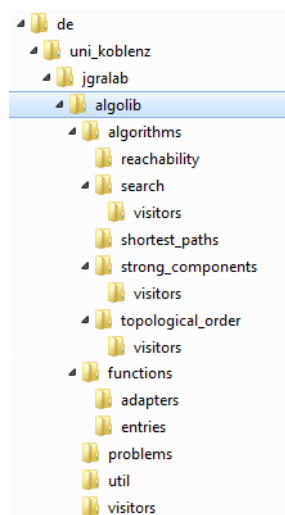 de
uni_koblenz
jgralab
algolib
algorithms
reachability
search
visitors
shortest_paths
strong_components
visitors
topological_order
visitors
functions
adapters
entries
problems
util
visitors